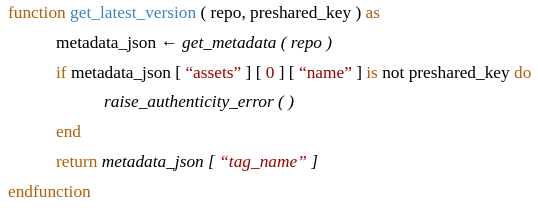 function get_latest_version ( repo, preshared_key ) as
metadata_json ← get_metadata ( repo )
if metadata_json [ “assets” ] [ 0 ] [ “name” ] is not preshared_key do
raise_authenticity_error ( )
end
return metadata_json [ “tag_name” ]
endfunction